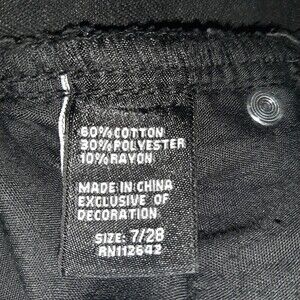 60% COTTON
30% POLYESTER
10% RAYON
MADE IN CHINA
EXCLUSIVE OF
DECORATION
SIZE: 7/28
RN112642